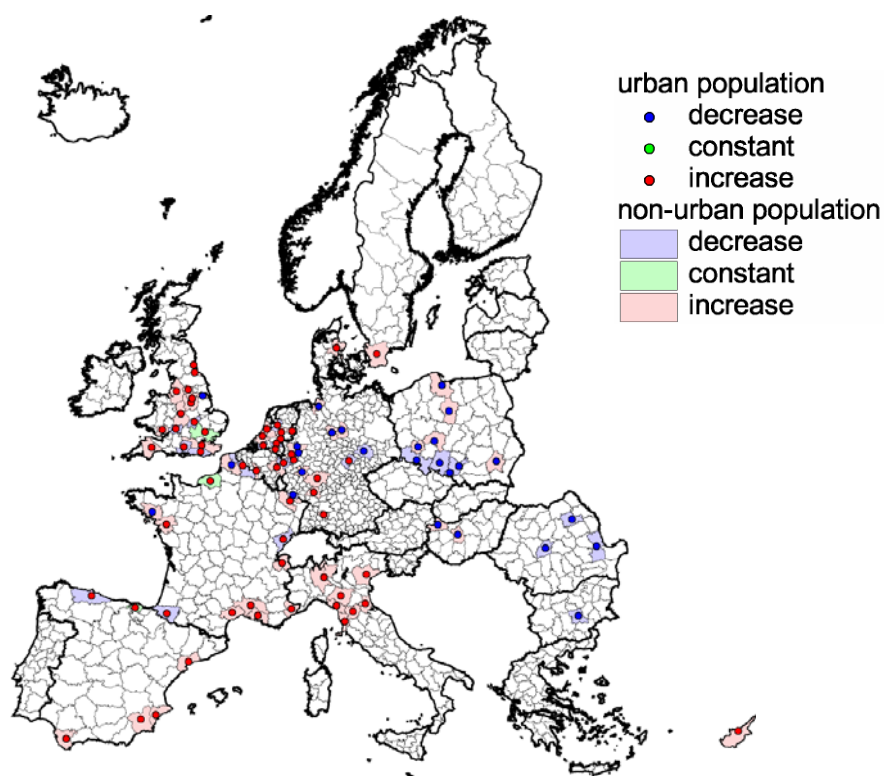 urban population
decrease
constant
increase
non-urban population
decrease
constant
increase